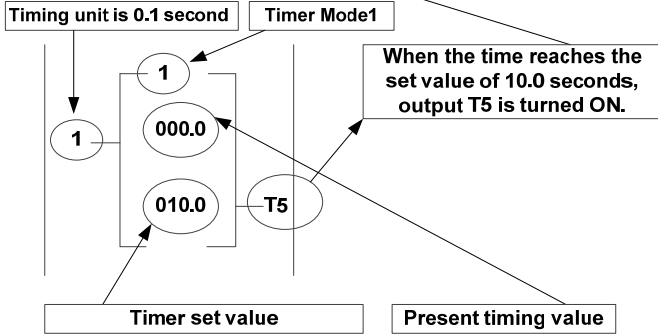 Timing unit is 0.1 second
Timer Mode1
1
When the time reaches the
set value of 10.0 seconds,
output T5 is turned ON.
000.0
1
010.0
T5
Timer set value
Present timing value